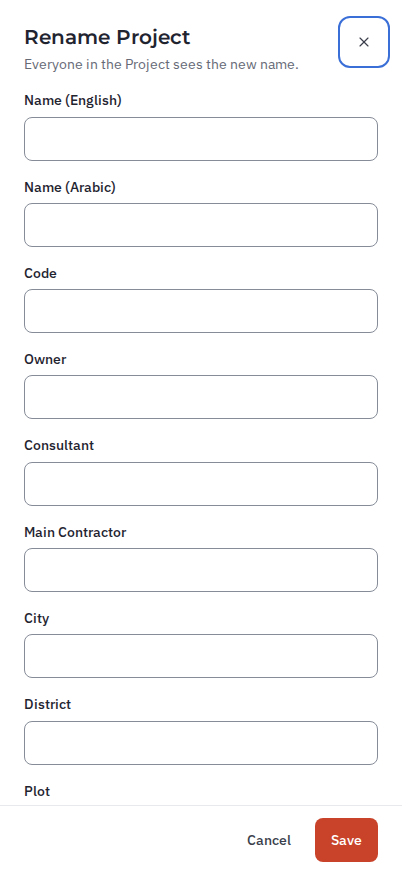 Rename Project
Everyone in the Project sees the new name.
Name (English)
Name (Arabic)
Code
Owner
Consultant
Main Contractor
City
District
Plot
Cancel
Save